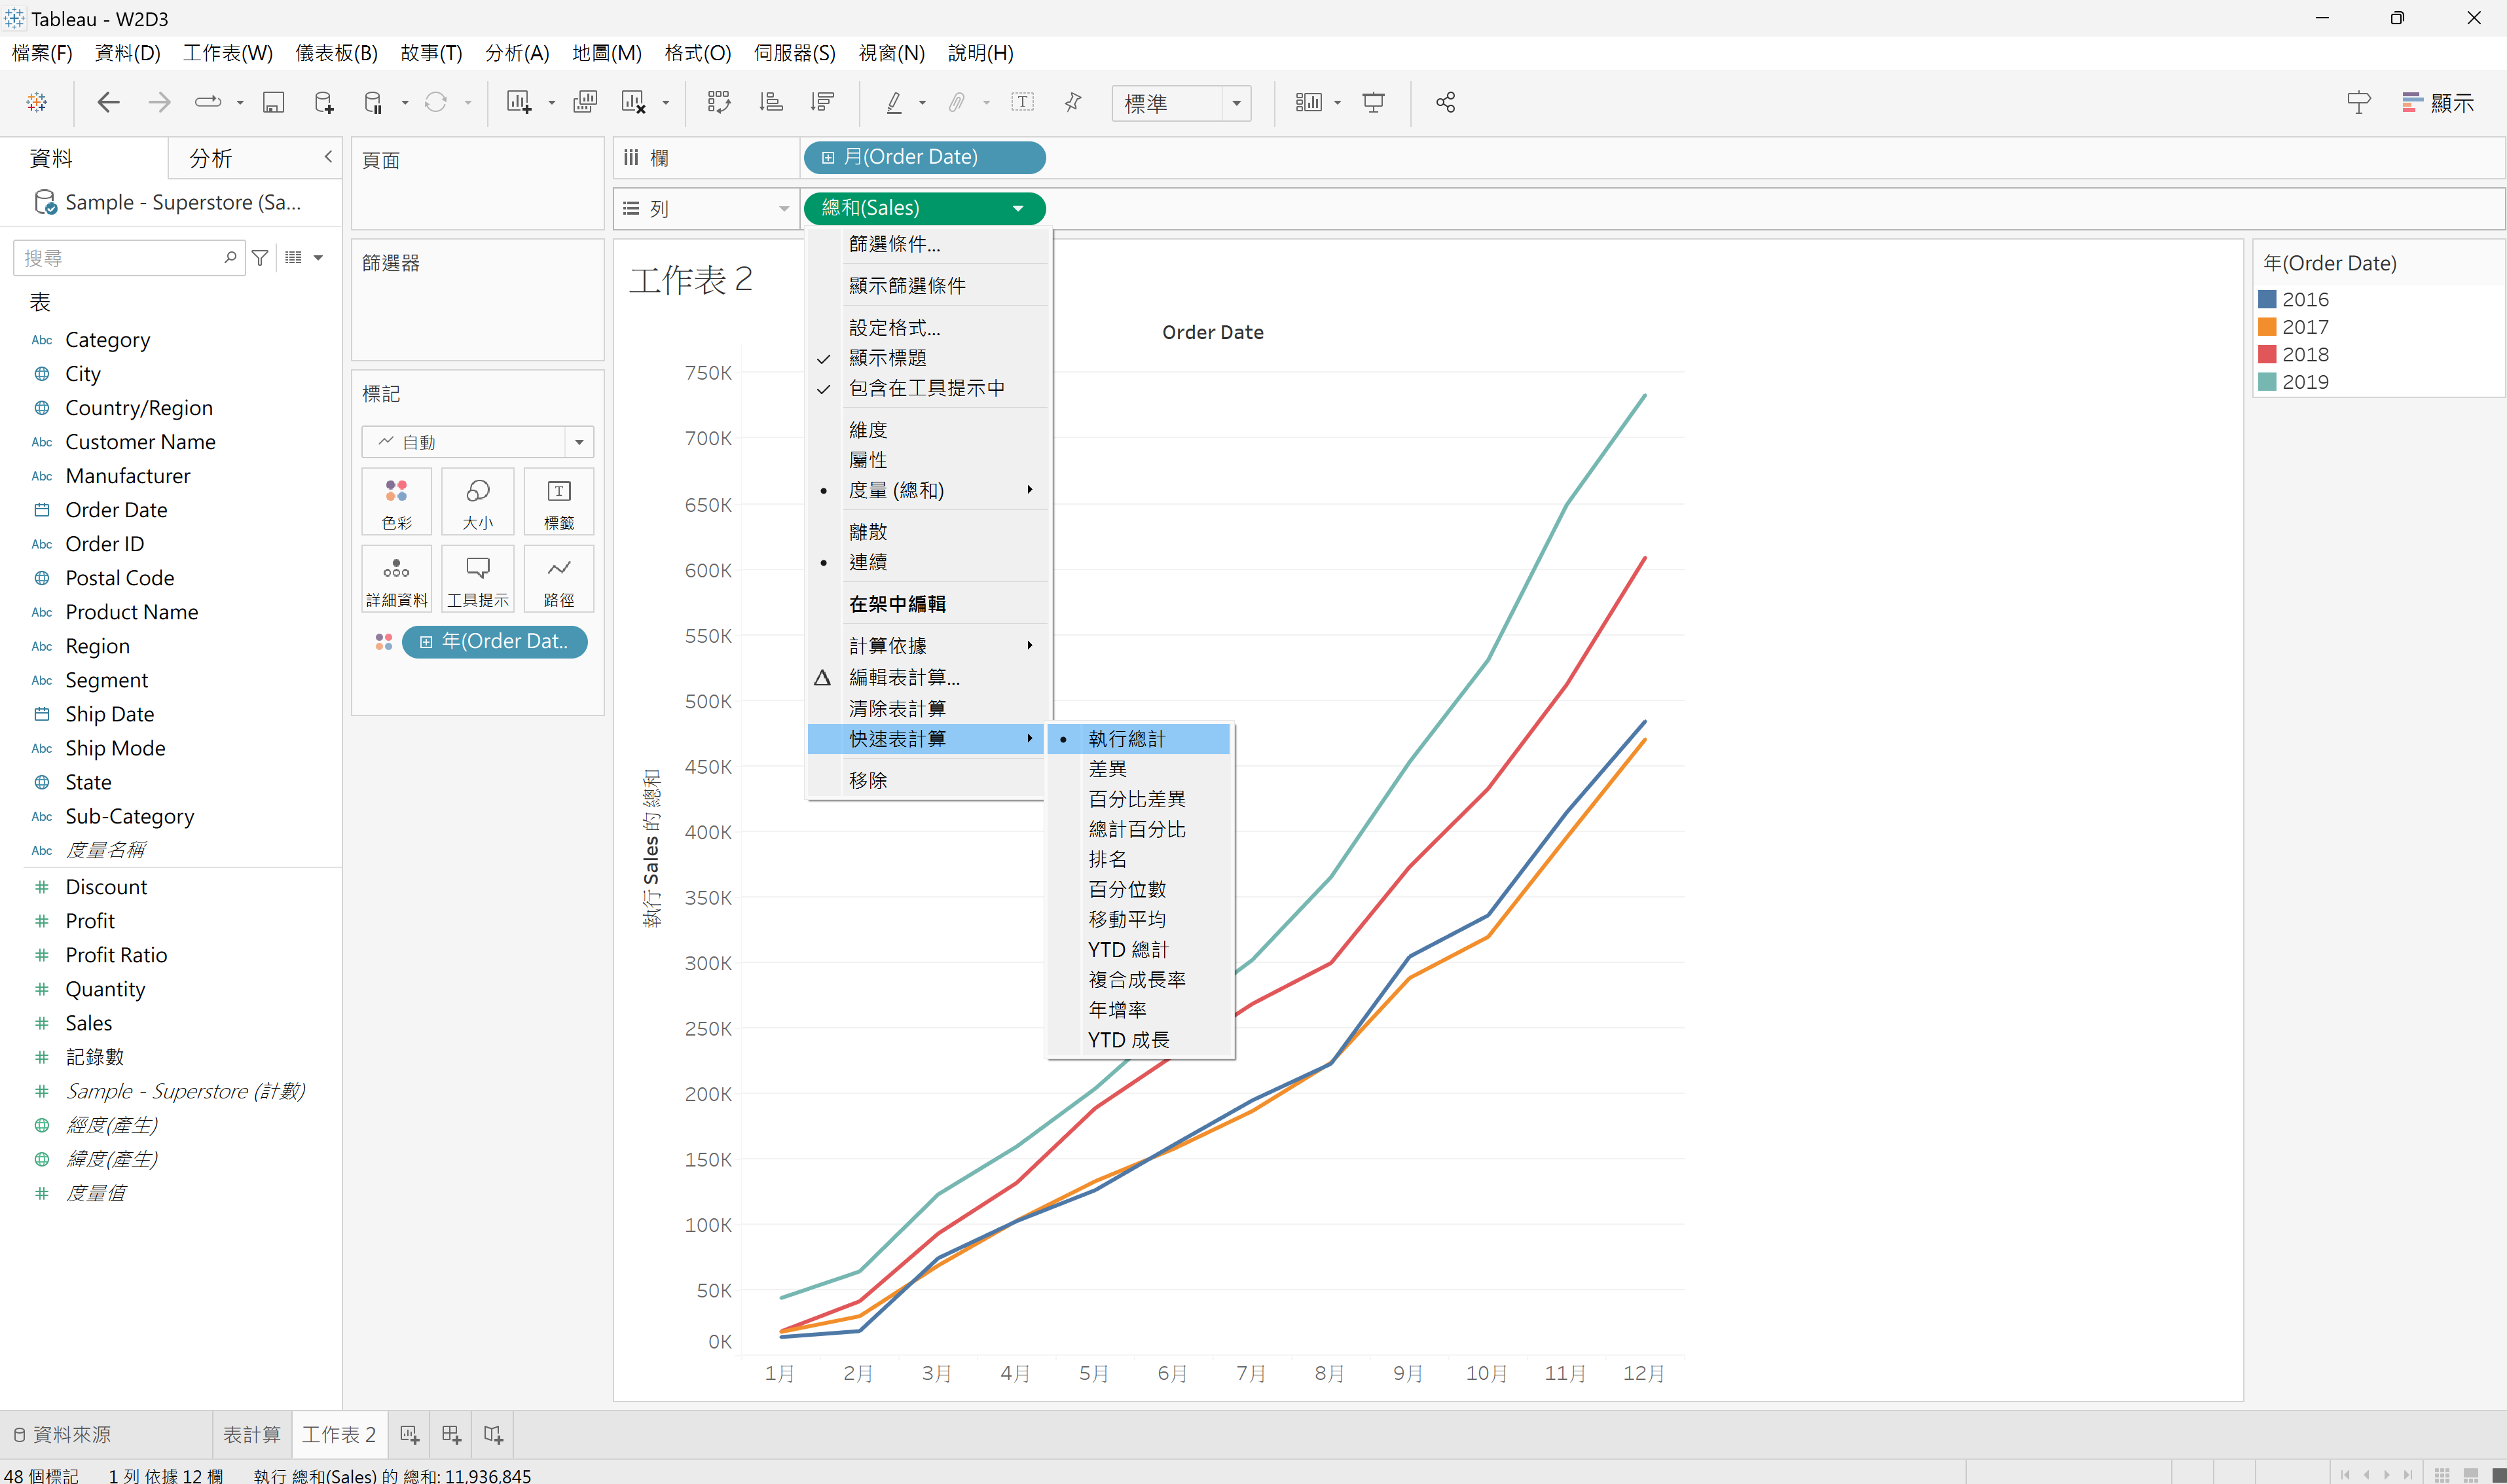 Tableau - W2D3
檔案(F) 資料(D) 工作表(W) 儀表板(B) 故事(T) 分析(A) 地圖(M) 格式(O) 伺服器(S) 視窗(N) 說明(H)
標準
顯示
資料
分析
Sample - Superstore (Sa...
搜尋
表
Abc Category
City
Country/Region
Abc Customer Name
Abc Manufacturer
Order Date
Abc Order ID
Postal Code
Abc Product Name
Abc Region
Abc Segment
Ship Date
Abc Ship Mode
State
Abc Sub-Category
Abc 度量名稱
Discount
Profit
Profit Ratio
Quantity
Sales
記錄數
Sample - Superstore (計數)
經度(產生)
緯度(產生)
度量值
頁面
篩選器
標記
自動
色彩
大小
標籤
詳細資料
工具提示
路徑
年(Order Dat..
欄
月(Order Date)
列
總和(Sales)
篩選條件...
顯示篩選條件
設定格式...
顯示標題
包含在工具提示中
維度
屬性
度量 (總和)
離散
連續
在架中編輯
計算依據
編輯表計算...
清除表計算
快速表計算
移除
執行總計
差異
百分比差異
總計百分比
排名
百分位數
移動平均
YTD 總計
複合成長率
年增率
YTD 成長
工作表 2
Order Date
750K
700K
650K
600K
550K
500K
450K
400K
350K
300K
250K
200K
150K
100K
50K
0K
執行 Sales 的 總和
1月 2月 3月 4月 5月 6月 7月 8月 9月 10月 11月 12月
年(Order Date)
2016
2017
2018
2019
資料來源
表計算
工作表 2
48 個標記 1 列 依據 12 欄 執行 總和(Sales) 的 總和: 11,936,845